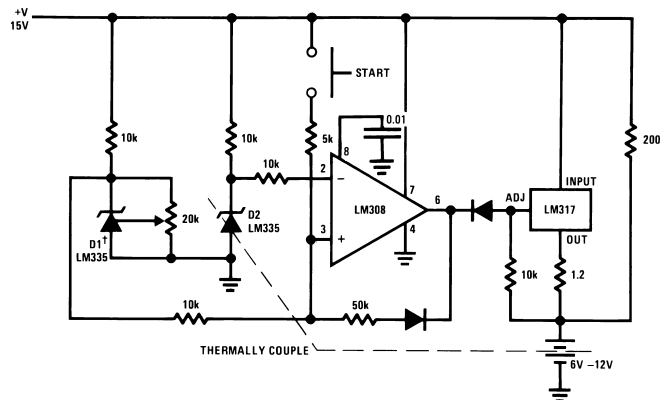 +V
15V
START
10k
10k
5k
0.01
8
200
10k
2
−
7
INPUT
LM308
6
ADJ
LM317
20k
D2
LM335
D1†
LM335
3
+
4
OUT
10k
1.2
10k
50k
THERMALLY COUPLE
6V −12V